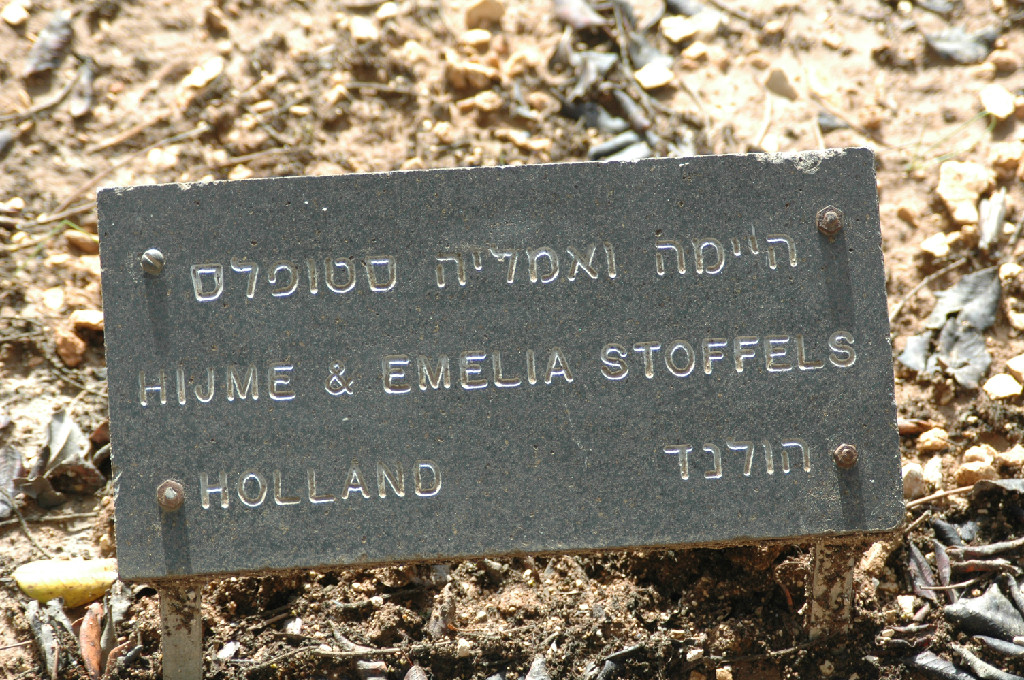 היימה ואמליה סטופלס
HIJME & EMELIA STOFFELS
HOLLAND הולנד